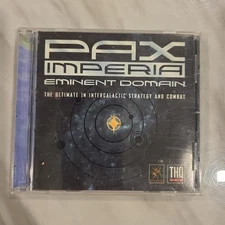 PAX
IMPERIA
EMINENT DOMAIN
THE ULTIMATE IN INTERGALACTIC STRATEGY AND COMBAT
THQ